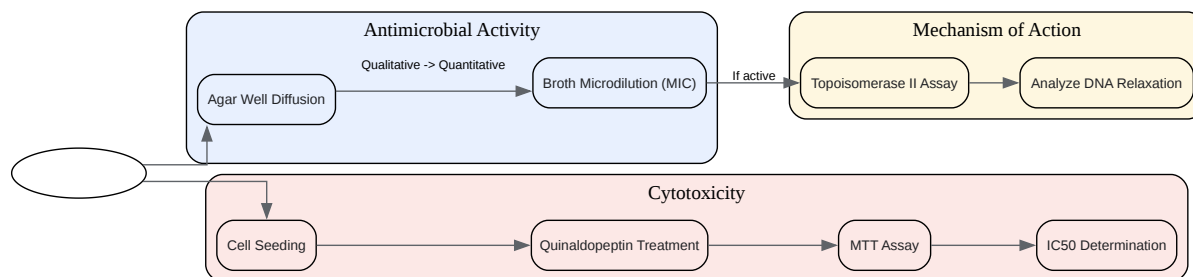 Antimicrobial Activity
Qualitative -> Quantitative
Agar Well Diffusion
Broth Microdilution (MIC)
If active
Mechanism of Action
Topoisomerase II Assay
Analyze DNA Relaxation
Cytotoxicity
Cell Seeding
Quinaldopeptin Treatment
MTT Assay
IC50 Determination